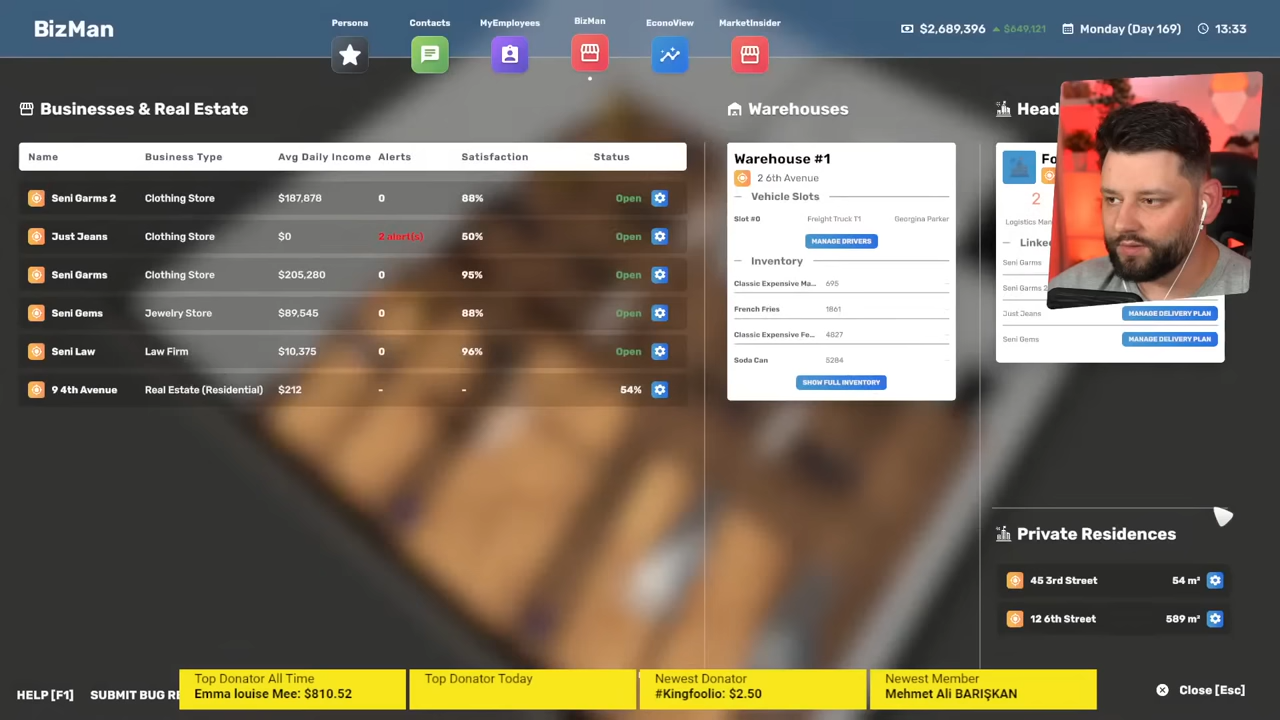 BizMan
Persona
Contacts
MyEmployees
BizMan
EconoView
MarketInsider
$2,689,396 $649,121
Monday (Day 169)
13:33
Businesses & Real Estate
Name Business Type Avg Daily Income Alerts Satisfaction Status
Seni Garms 2 Clothing Store $187,878 0 88% Open
Just Jeans Clothing Store $0 2 alert(s) 50% Open
Seni Garms Clothing Store $205,280 0 95% Open
Seni Gems Jewelry Store $89,545 0 88% Open
Seni Law Law Firm $10,375 0 96% Open
9 4th Avenue Real Estate (Residential) $212 - - 54%
Warehouses
Warehouse #1
2 6th Avenue
Vehicle Slots
Slot #0 Freight Truck T1 Georgina Parker
MANAGE DRIVERS
Inventory
Classic Expensive Ma... 695
French Fries 1861
Classic Expensive Fe... 4827
Soda Can 5284
SHOW FULL INVENTORY
Head
Fo
2
Logistics Man
Linke
Seni Garms
Seni Garms 2
Just Jeans MANAGE DELIVERY PLAN
Seni Gems MANAGE DELIVERY PLAN
Private Residences
45 3rd Street 54 m²
12 6th Street 589 m²
HELP [F1] SUBMIT BUG RE
Top Donator All Time
Emma louise Mee: $810.52
Top Donator Today
Newest Donator
#Kingfoolio: $2.50
Newest Member
Mehmet Ali BARIŞKAN
Close [Esc]